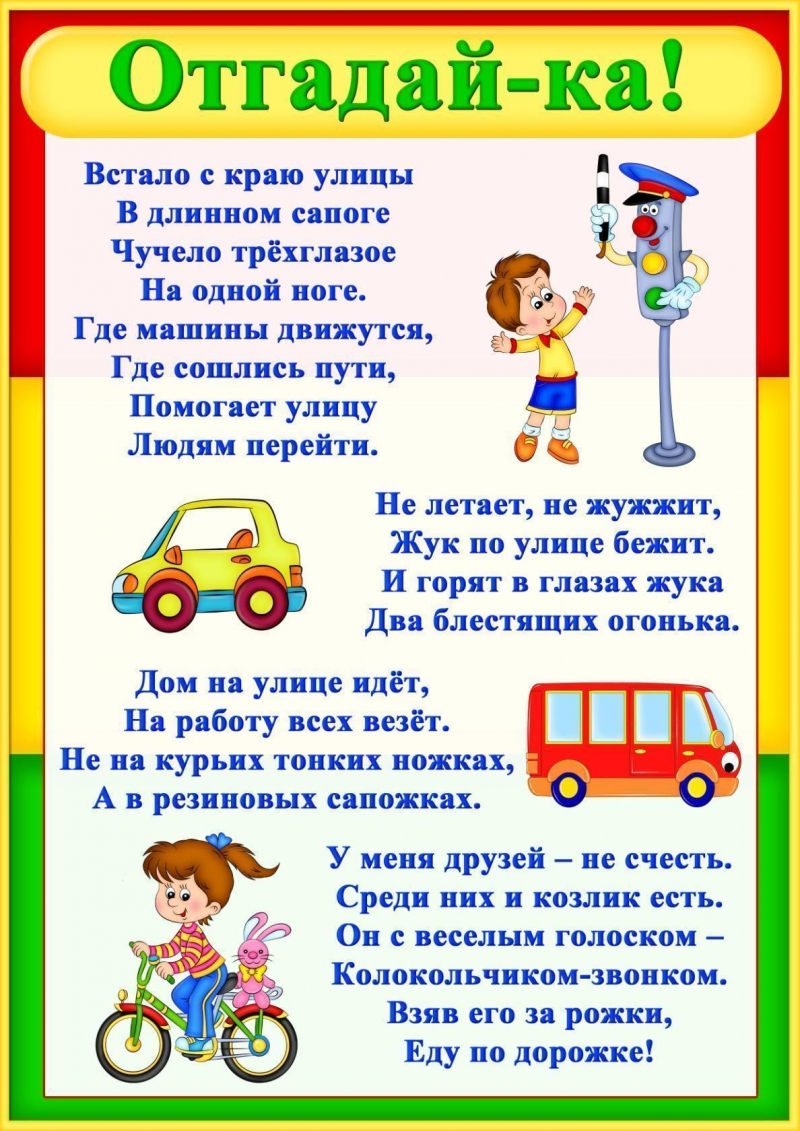 Отгадай-ка!
Встало с краю улицы
В длинном сапоге
Чучело трёхглазое
На одной ноге.
Где машины движутся,
Где сошлись пути,
Помогает улицу
Людям перейти.
Не летает, не жужжит,
Жук по улице бежит.
И горят в глазах жука
Два блестящих огонька.
Дом на улице идёт,
На работу всех везёт.
Не на курьих тонких ножках,
А в резиновых сапожках.
У меня друзей – не счесть.
Среди них и козлик есть.
Он с веселым голоском –
Колокольчиком-звонком.
Взяв его за рожки,
Еду по дорожке!